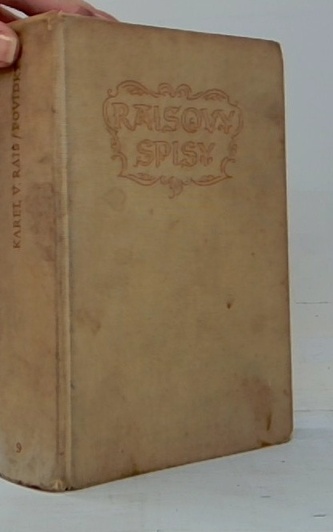 RAISOVY
SPISY
KAREL V. RAIS / POVÍDKY
9